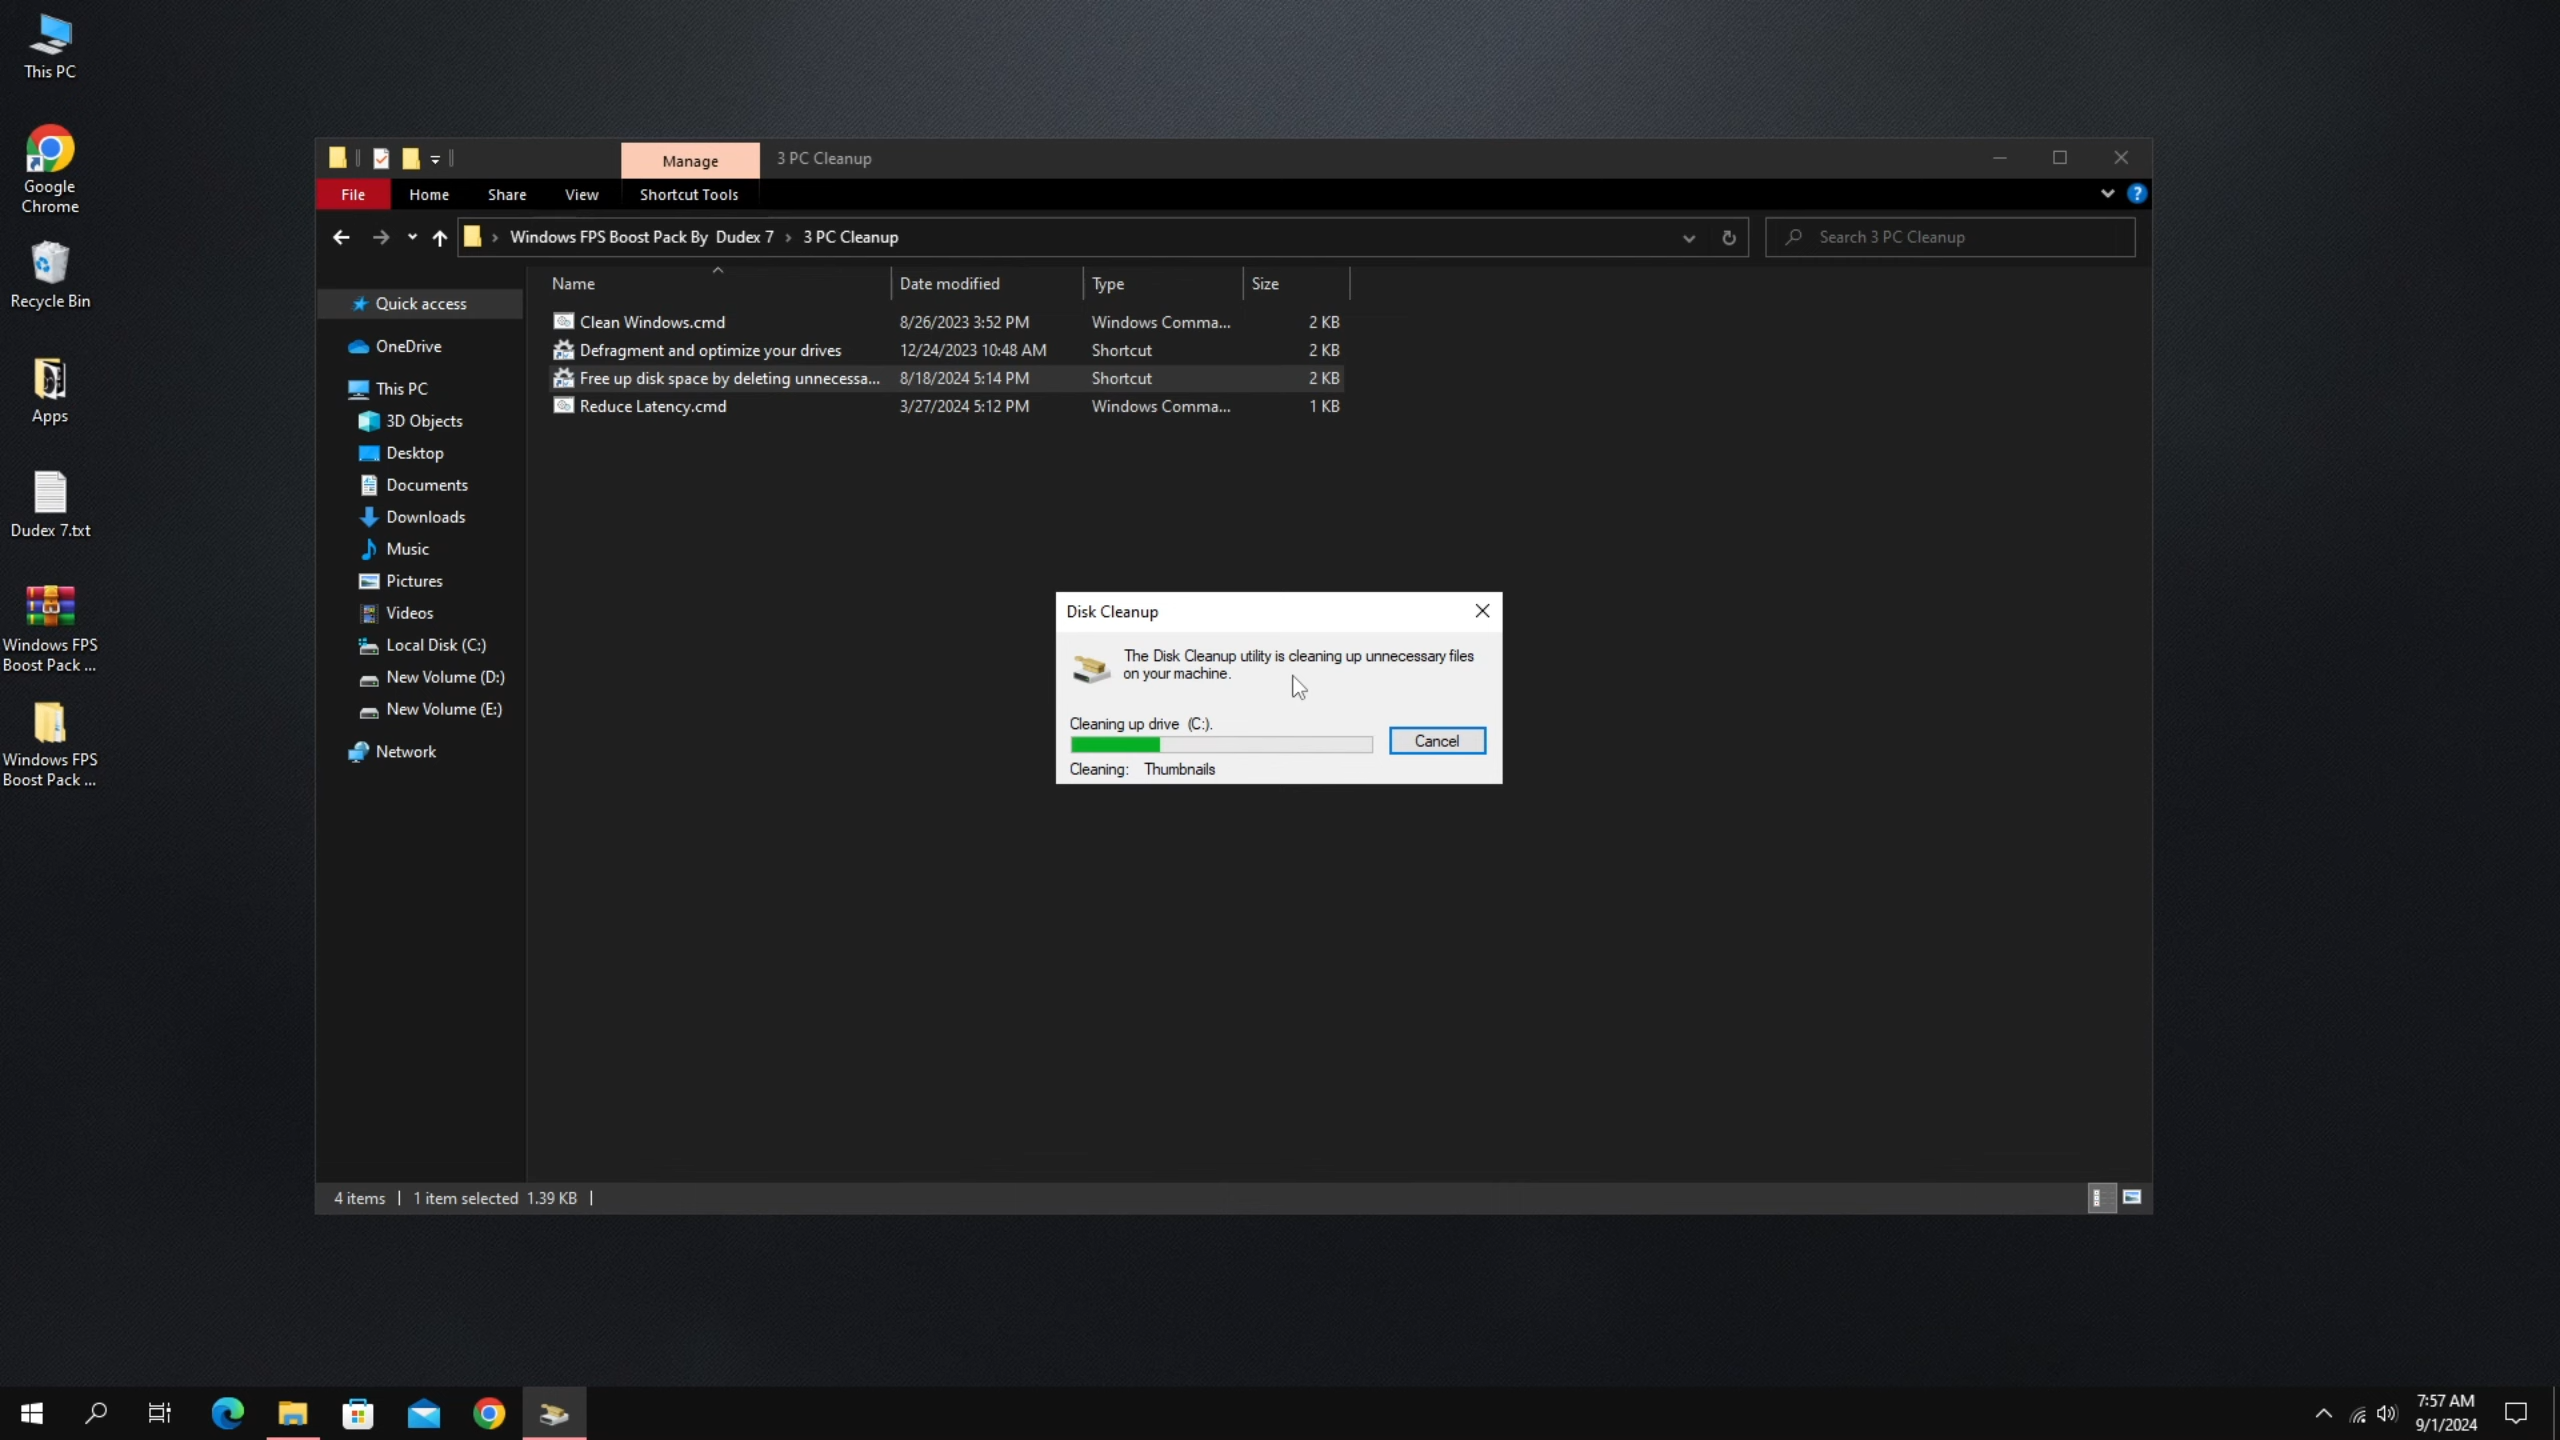 This PC
Google
Chrome
Recycle Bin
Apps
Dudex 7.txt
Windows FPS
Boost Pack ...
Windows FPS
Boost Pack ...
Manage
3 PC Cleanup
File
Home
Share
View
Shortcut Tools
Windows FPS Boost Pack By  Dudex 7
3 PC Cleanup
Search 3 PC Cleanup
Name
Date modified
Type
Size
Quick access
OneDrive
This PC
3D Objects
Desktop
Documents
Downloads
Music
Pictures
Videos
Local Disk (C:)
New Volume (D:)
New Volume (E:)
Network
Clean Windows.cmd 8/26/2023 3:52 PM Windows Comma... 2 KB
Defragment and optimize your drives 12/24/2023 10:48 AM Shortcut 2 KB
Free up disk space by deleting unnecessa... 8/18/2024 5:14 PM Shortcut 2 KB
Reduce Latency.cmd 3/27/2024 5:12 PM Windows Comma... 1 KB
Disk Cleanup
The Disk Cleanup utility is cleaning up unnecessary files
on your machine.
Cleaning up drive (C:).
Cancel
Cleaning: Thumbnails
4 items
1 item selected 1.39 KB
7:57 AM
9/1/2024